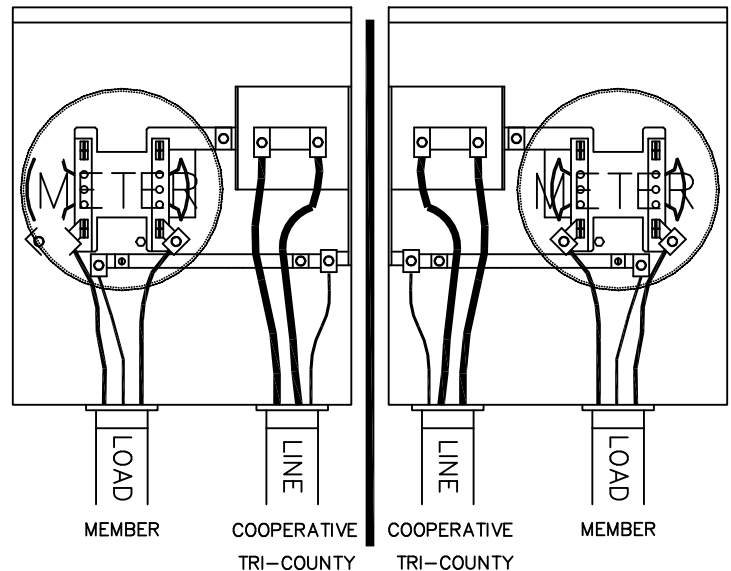 METER
METER
LOAD
LINE
LINE
LOAD
MEMBER
COOPERATIVE
COOPERATIVE
MEMBER
TRI-COUNTY
TRI-COUNTY